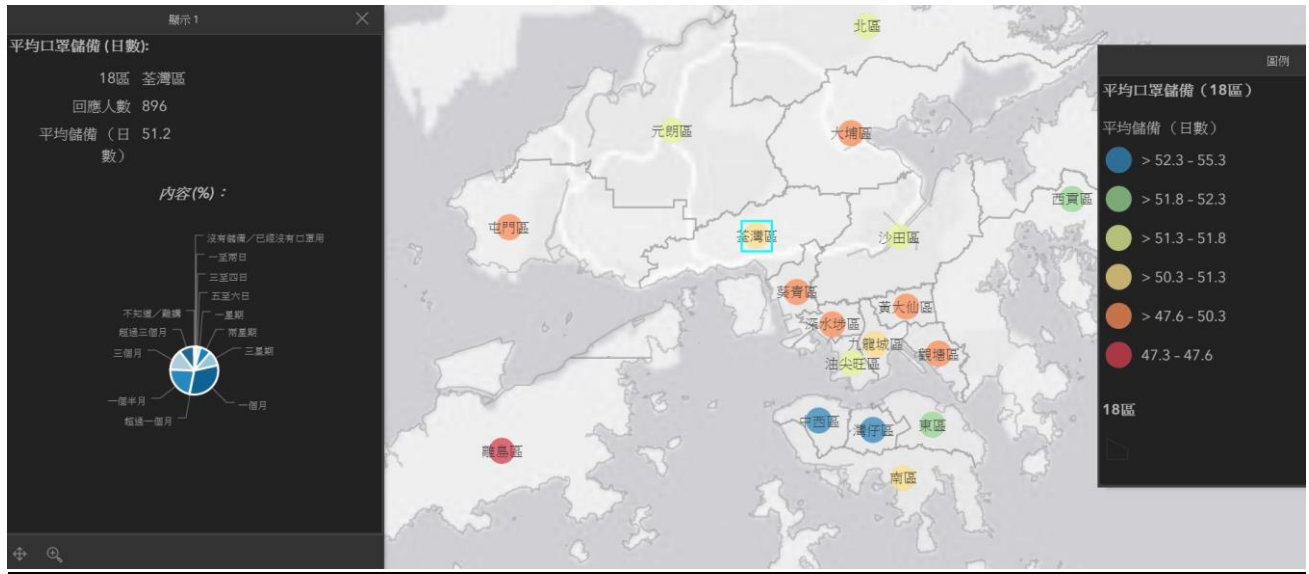 顯示 1
平均口罩儲備 (日數):
18區 荃灣區
回應人數 896
平均儲備（日 51.2
數）
內容(%)：
沒有儲備／已經沒有口罩用
一至兩日
三至四日
五至六日
不知道／難講
一星期
超過三個月
兩星期
三個月
三星期
一個半月
一個月
超過一個月
北區
元朗區
大埔區
西貢區
屯門區
荃灣區
沙田區
葵青區
黃大仙區
深水埗區
九龍城區
觀塘區
油尖旺區
中西區
灣仔區
東區
離島區
南區
圖例
平均口罩儲備（18區）
平均儲備（日數）
> 52.3 - 55.3
> 51.8 - 52.3
> 51.3 - 51.8
> 50.3 - 51.3
> 47.6 - 50.3
47.3 - 47.6
18區